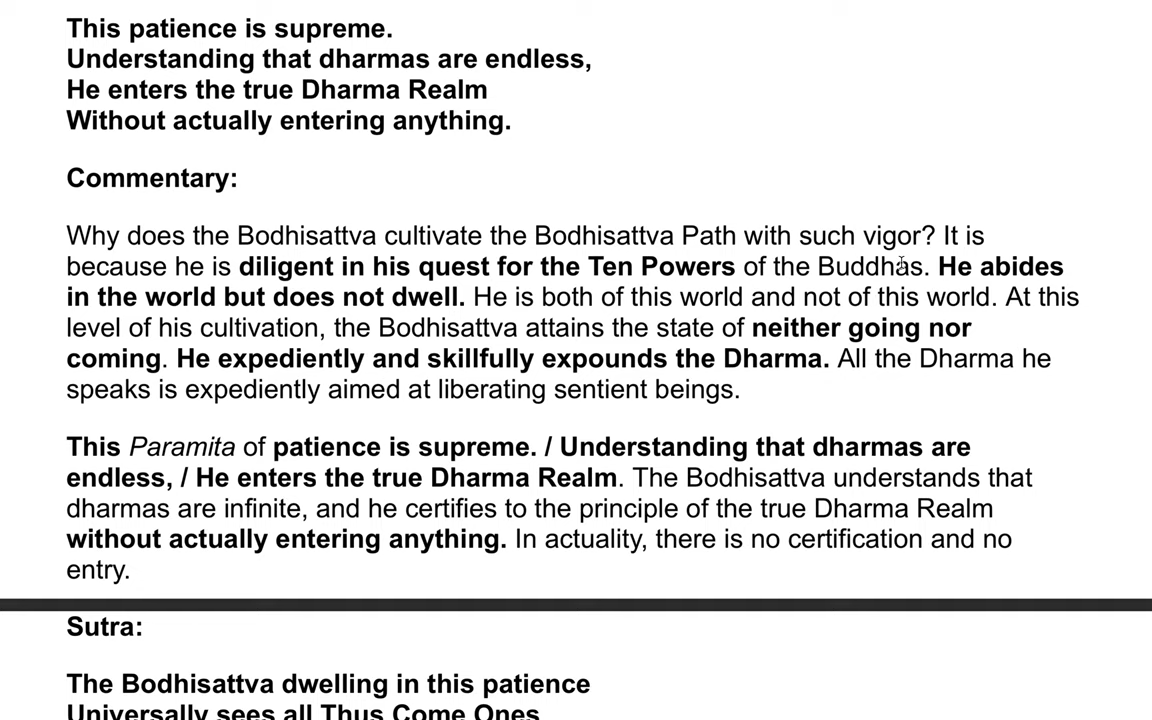 This patience is supreme.
Understanding that dharmas are endless,
He enters the true Dharma Realm
Without actually entering anything.
Commentary:
Why does the Bodhisattva cultivate the Bodhisattva Path with such vigor? It is
because he is diligent in his quest for the Ten Powers of the Buddhas. He abides
in the world but does not dwell. He is both of this world and not of this world. At this
level of his cultivation, the Bodhisattva attains the state of neither going nor
coming. He expediently and skillfully expounds the Dharma. All the Dharma he
speaks is expediently aimed at liberating sentient beings.
This Paramita of patience is supreme. / Understanding that dharmas are
endless, / He enters the true Dharma Realm. The Bodhisattva understands that
dharmas are infinite, and he certifies to the principle of the true Dharma Realm
without actually entering anything. In actuality, there is no certification and no
entry.
Sutra:
The Bodhisattva dwelling in this patience
Universally sees all Thus Come Ones